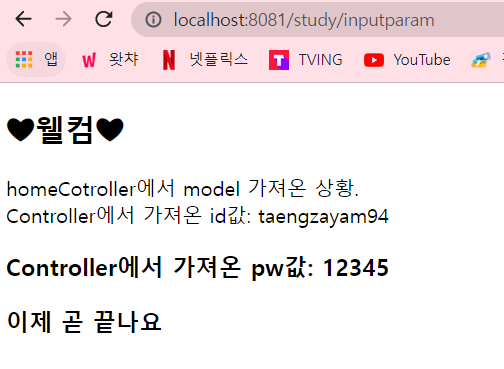 localhost:8081/study/inputparam
앱 왓챠 넷플릭스 TVING YouTube
♥웰컴♥
homeCotroller에서 model 가져온 상황.
Controller에서 가져온 id값: taengzayam94
Controller에서 가져온 pw값: 12345
이제 곧 끝나요